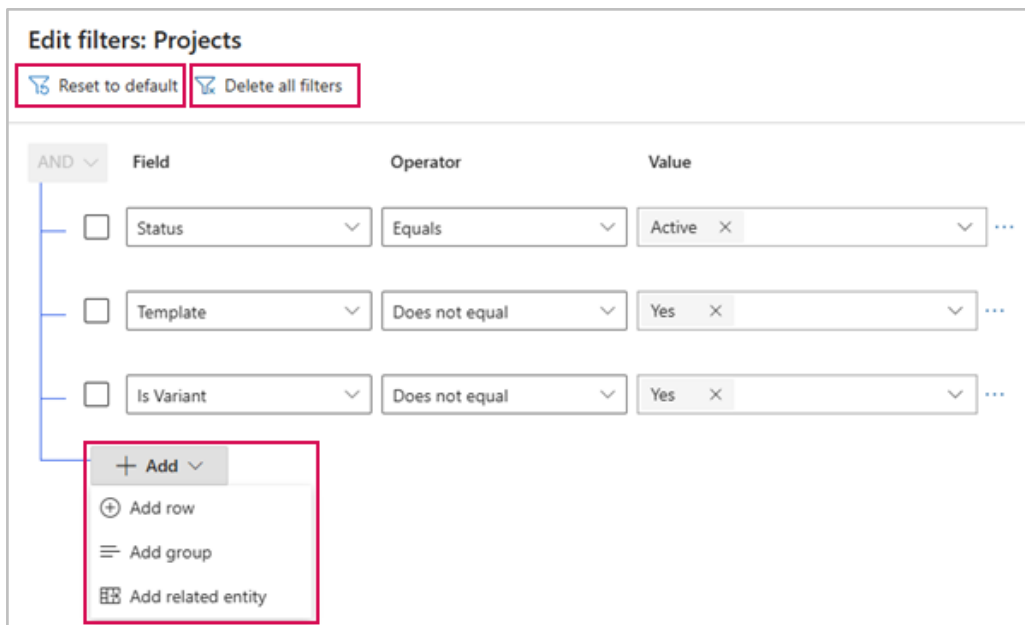 Edit filters: Projects
Reset to default Delete all filters
AND Field Operator Value
Status Equals Active
Template Does not equal Yes
Is Variant Does not equal Yes
Add
Add row
Add group
Add related entity